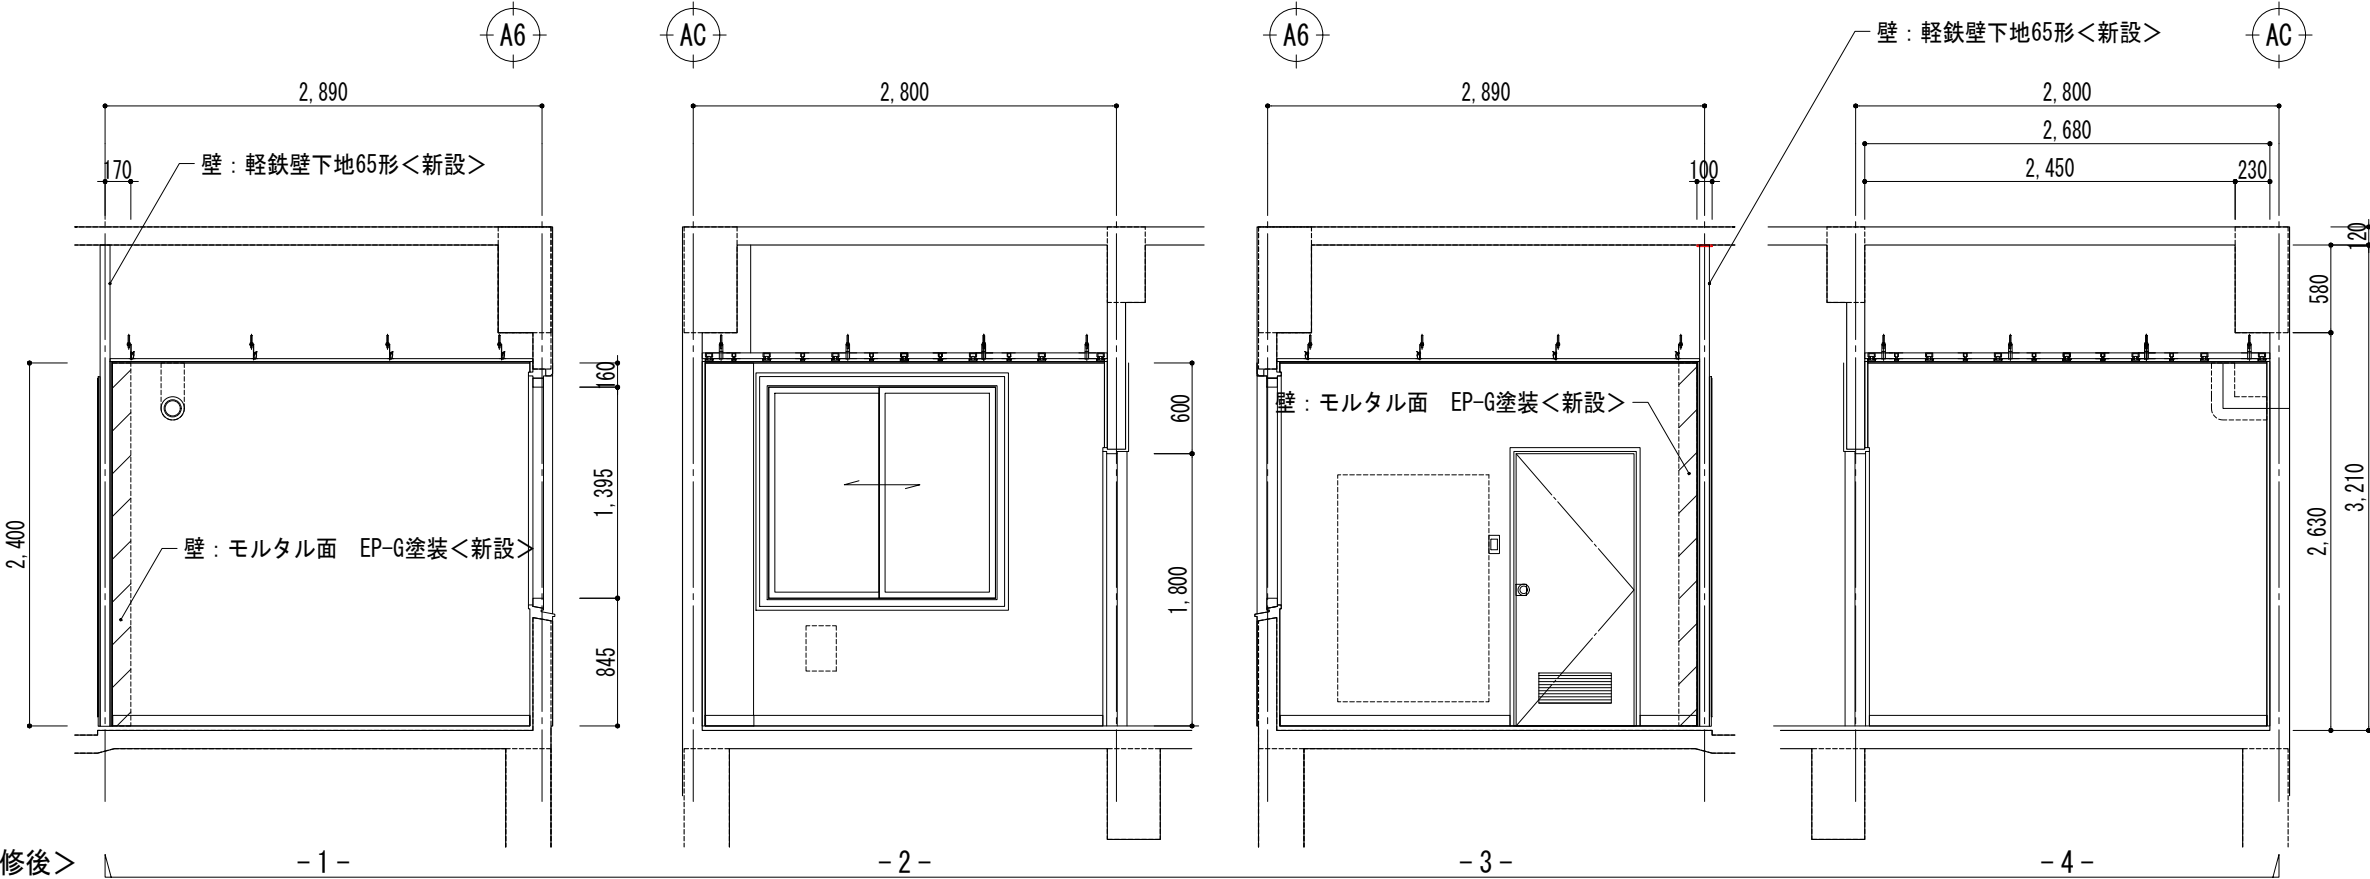 A6
AC
A6
壁：軽鉄壁下地65形＜新設＞
AC
2,890
2,800
2,890
2,800
2,680
170
壁：軽鉄壁下地65形＜新設＞
100
2,450
230
120
580
160
600
壁：モルタル面　EP-G塗装＜新設＞
1,395
3,210
2,400
壁：モルタル面　EP-G塗装＜新設＞
2,630
1,800
845
修後＞
-1-
-2-
-3-
-4-